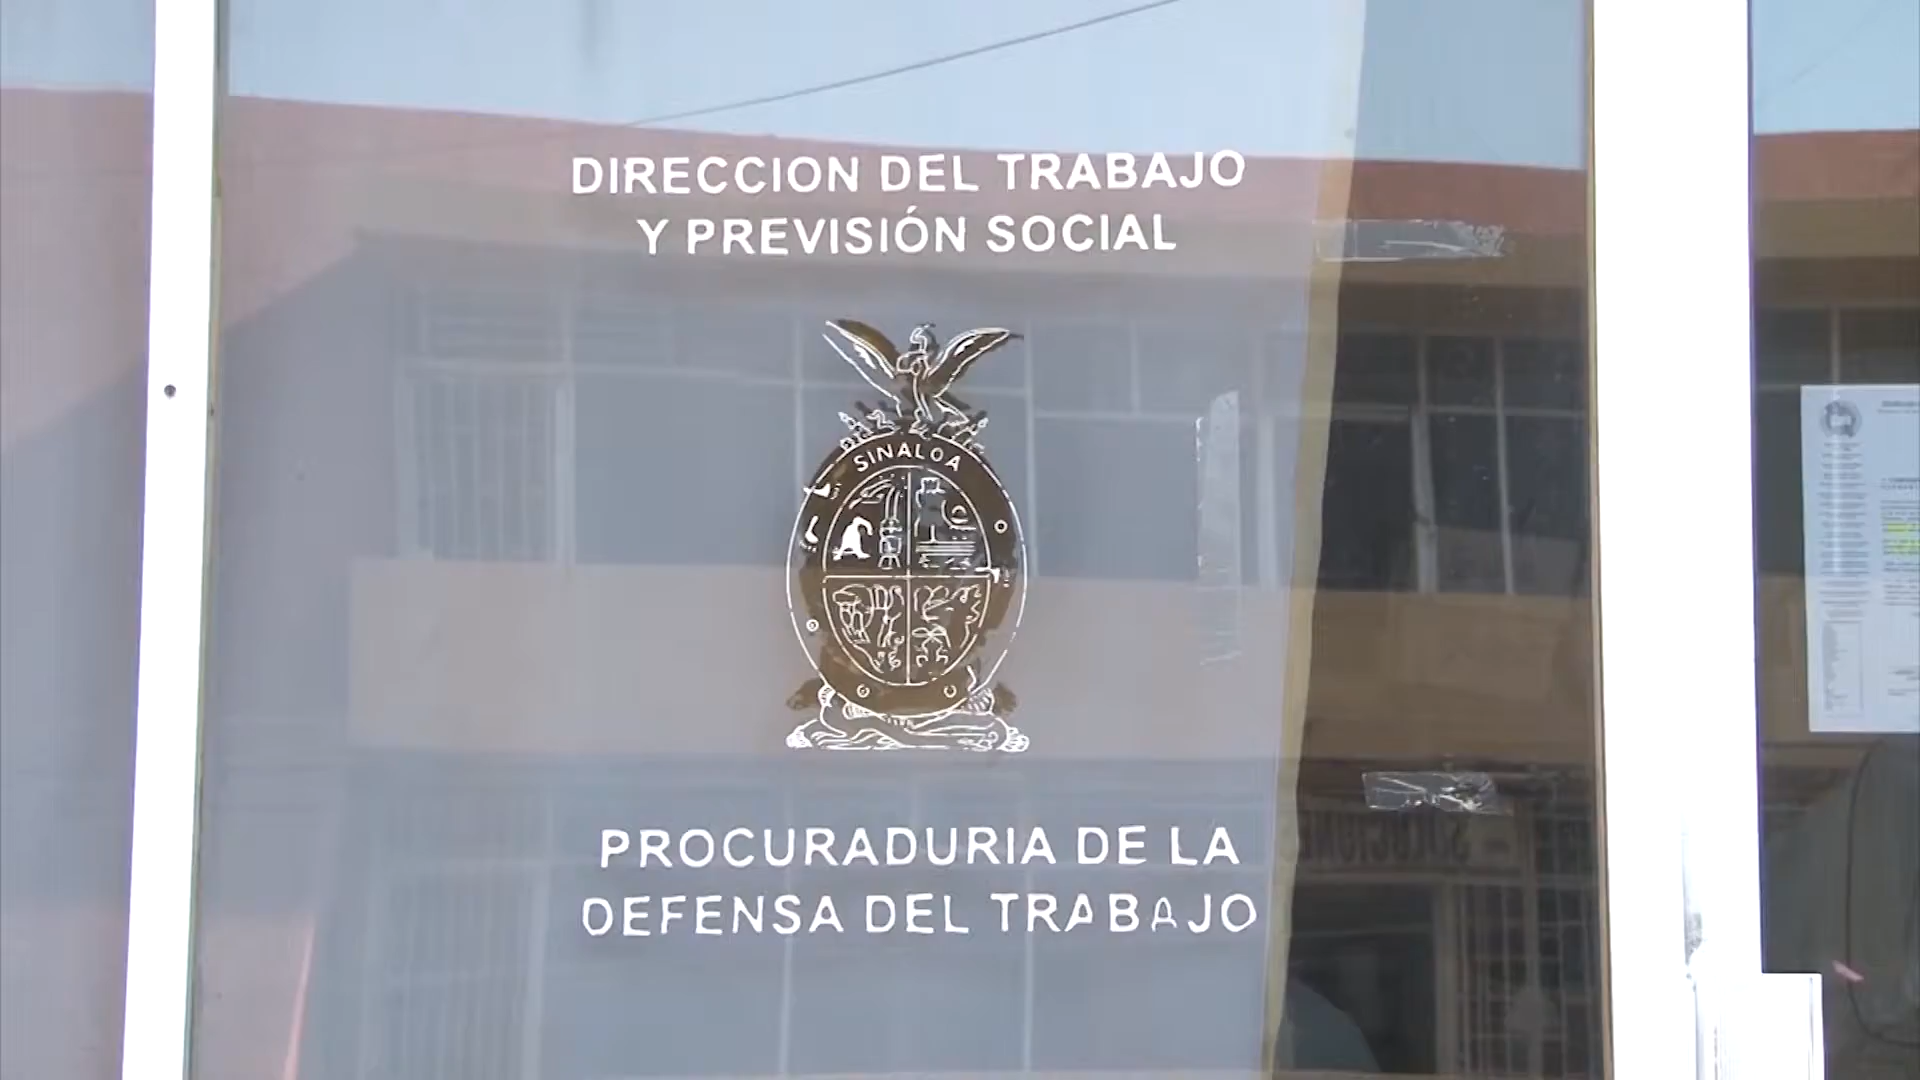 DIRECCION DEL TRABAJO
Y PREVISIÓN SOCIAL
SINALOA
PROCURADURIA DE LA
DEFENSA DEL TRABAJO